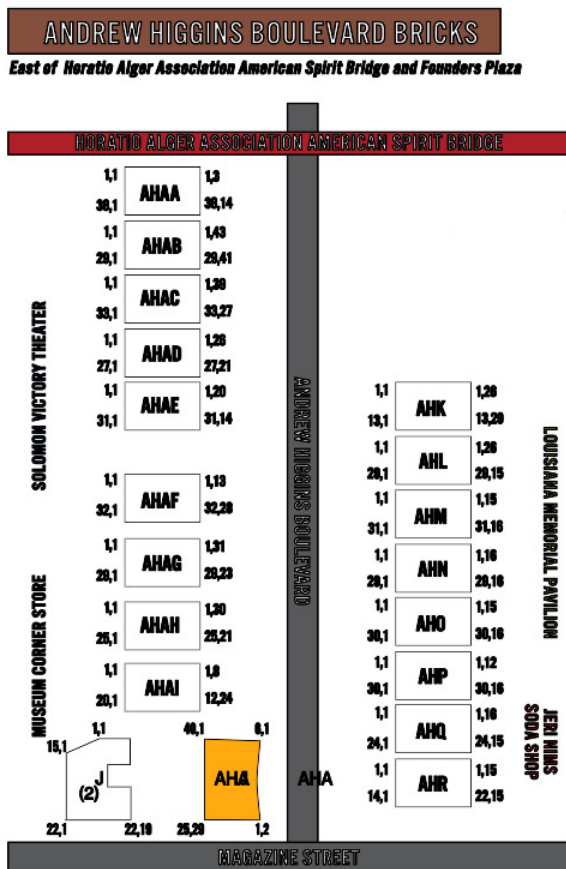 ANDREW HIGGINS BOULEVARD BRICKS
East of Horatio Alger Association American Spirit Bridge and Founders Plaza
HORATIO ALGER ASSOCIATION AMERICAN SPIRIT BRIDGE
1,1 AHAA 1,3
38,1 38,14
1,1 AHAB 1,43
29,1 29,41
1,1 AHAC 1,39
33,1 33,27
1,1 AHAD 1,26
27,1 27,21
1,1 AHAE 1,20
31,1 31,14
1,1 AHAF 1,13
32,1 32,28
1,1 AHAG 1,31
29,1 29,23
1,1 AHAH 1,30
25,1 25,21
1,1 AHAI 1,8
20,1 12,24
SOLOMON VICTORY THEATER
MUSEUM CORNER STORE
1,1
15,1
J
(2)
22,1 22,19
40,1 6,1
25,29 1,2
AHA
ANDREW HIGGINS BOULEVARD
1,1 AHK 1,26
13,1 13,29
1,1 AHL 1,26
29,1 29,15
1,1 AHM 1,15
31,1 31,16
1,1 AHN 1,16
29,1 29,16
1,1 AHO 1,15
30,1 30,16
1,1 AHP 1,12
30,1 30,16
1,1 AHQ 1,16
24,1 24,15
1,1 AHR 1,15
14,1 22,15
LOUISIANA MEMORIAL PAVILION
JERI NIMS
SODA SHOP
MAGAZINE STREET